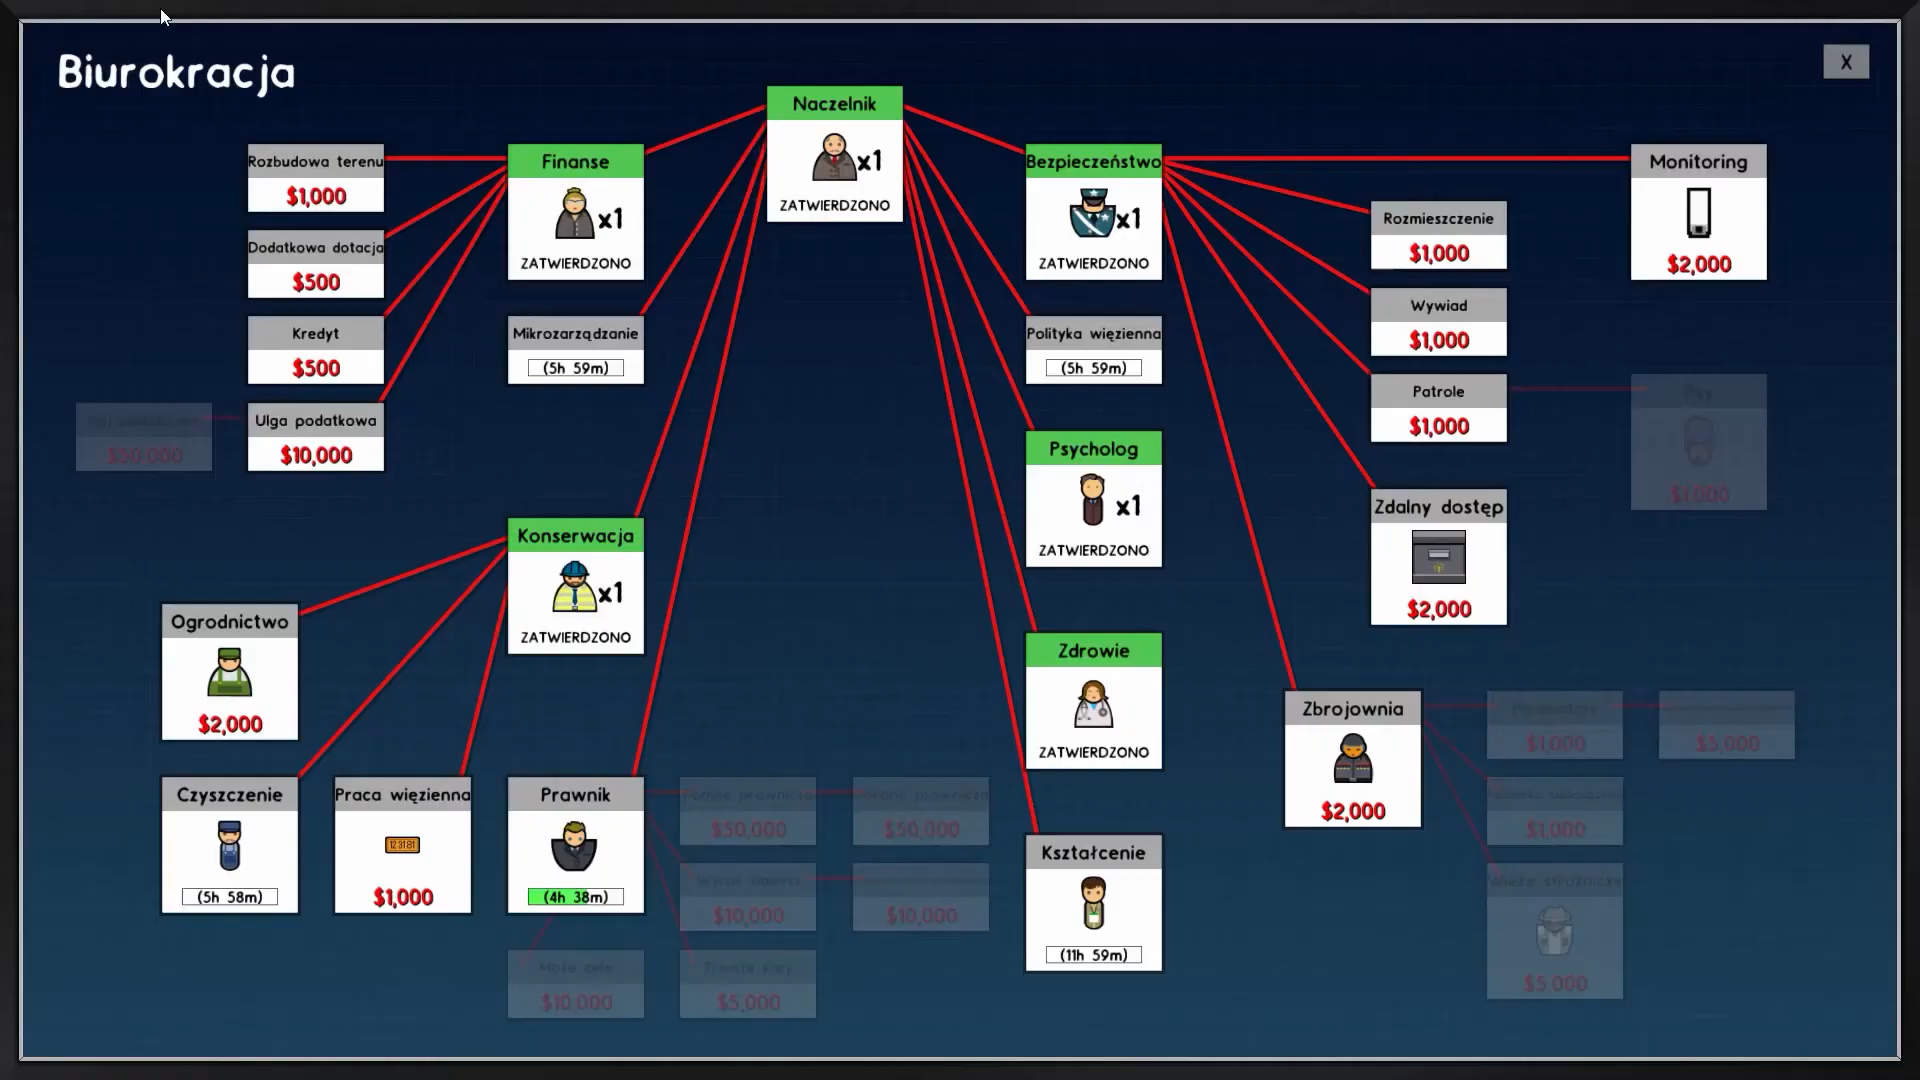 Biurokracja
X
Naczelnik
x1
ZATWIERDZONO
Rozbudowa terenu
$1,000
Finanse
x1
ZATWIERDZONO
Bezpieczeństwo
x1
ZATWIERDZONO
Monitoring
$2,000
Rozmieszczenie
$1,000
Dodatkowa dotacja
$500
Wywiad
$1,000
Kredyt
$500
Mikrozarządzanie
(5h 59m)
Polityka więzienna
(5h 59m)
Patrole
$1,000
$1,000
$50,000
Ulga podatkowa
$10,000
Psycholog
x1
ZATWIERDZONO
Zdalny dostęp
$2,000
Konserwacja
x1
ZATWIERDZONO
Ogrodnictwo
$2,000
Zdrowie
ZATWIERDZONO
Zbrojownia
$2,000
$1,000
$5,000
Czyszczenie
(5h 58m)
Praca więzienna
$1,000
Prawnik
(4h 38m)
$50,000
$50,000
$1,000
Kształcenie
(11h 59m)
$10,000
$10,000
$5,000
$10,000
$5,000